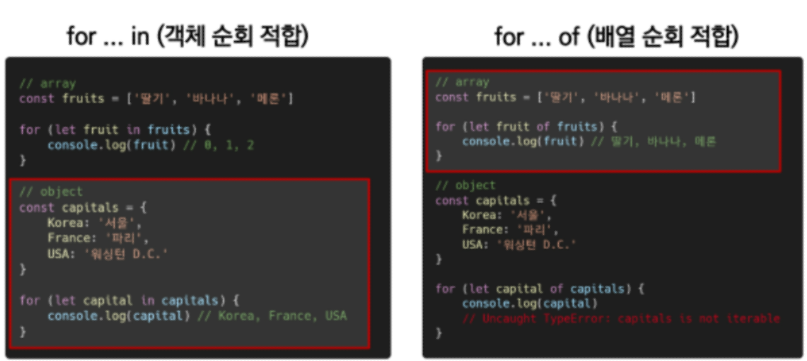 for ... in (객체 순회 적합)
// array
const fruits = ['딸기', '바나나', '메론']
for (let fruit in fruits) {
    console.log(fruit) // 0, 1, 2
}
// object
const capitals = {
    Korea: '서울',
    France: '파리',
    USA: '워싱턴 D.C.'
}
for (let capital in capitals) {
    console.log(capital) // Korea, France, USA
}
for ... of (배열 순회 적합)
// array
const fruits = ['딸기', '바나나', '메론']
for (let fruit of fruits) {
    console.log(fruit) // 딸기, 바나나, 메론
}
// object
const capitals = {
    Korea: '서울',
    France: '파리',
    USA: '워싱턴 D.C.'
}
for (let capital of capitals) {
    console.log(capital)
    // Uncaught TypeError: capitals is not iterable
}